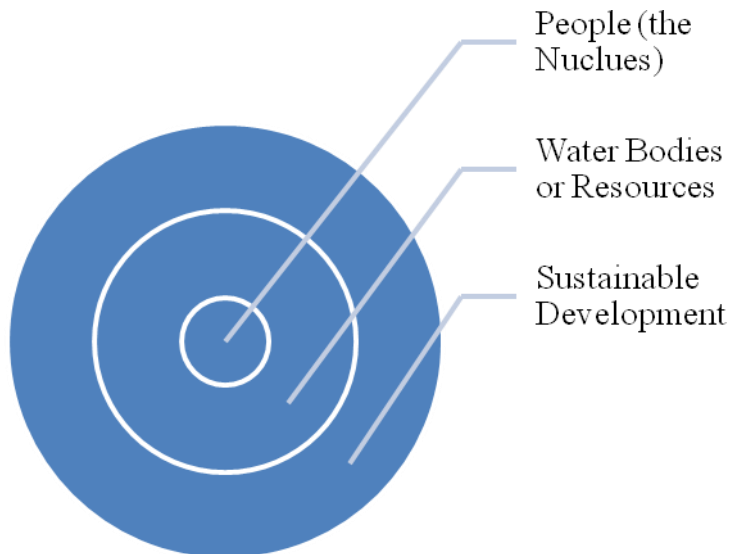 People (the
Nuclues)
Water Bodies
or Resources
Sustainable
Development